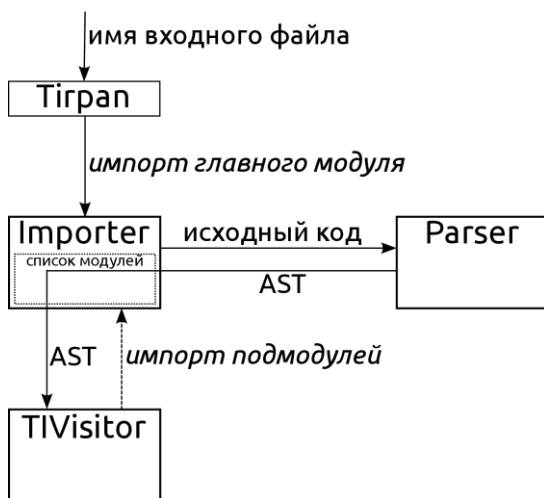 имя входного файла
Tirpan
импорт главного модуля
Importer
исходный код
Parser
список модулей
AST
AST
импорт подмодулей
TIVisitor